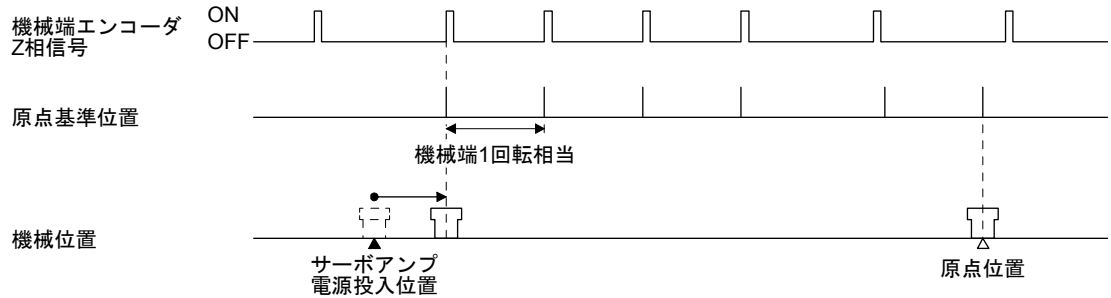 機械端エンコーダ
Z相信号
ON
OFF
原点基準位置
機械端1回転相当
機械位置
サーボアンプ
電源投入位置
原点位置